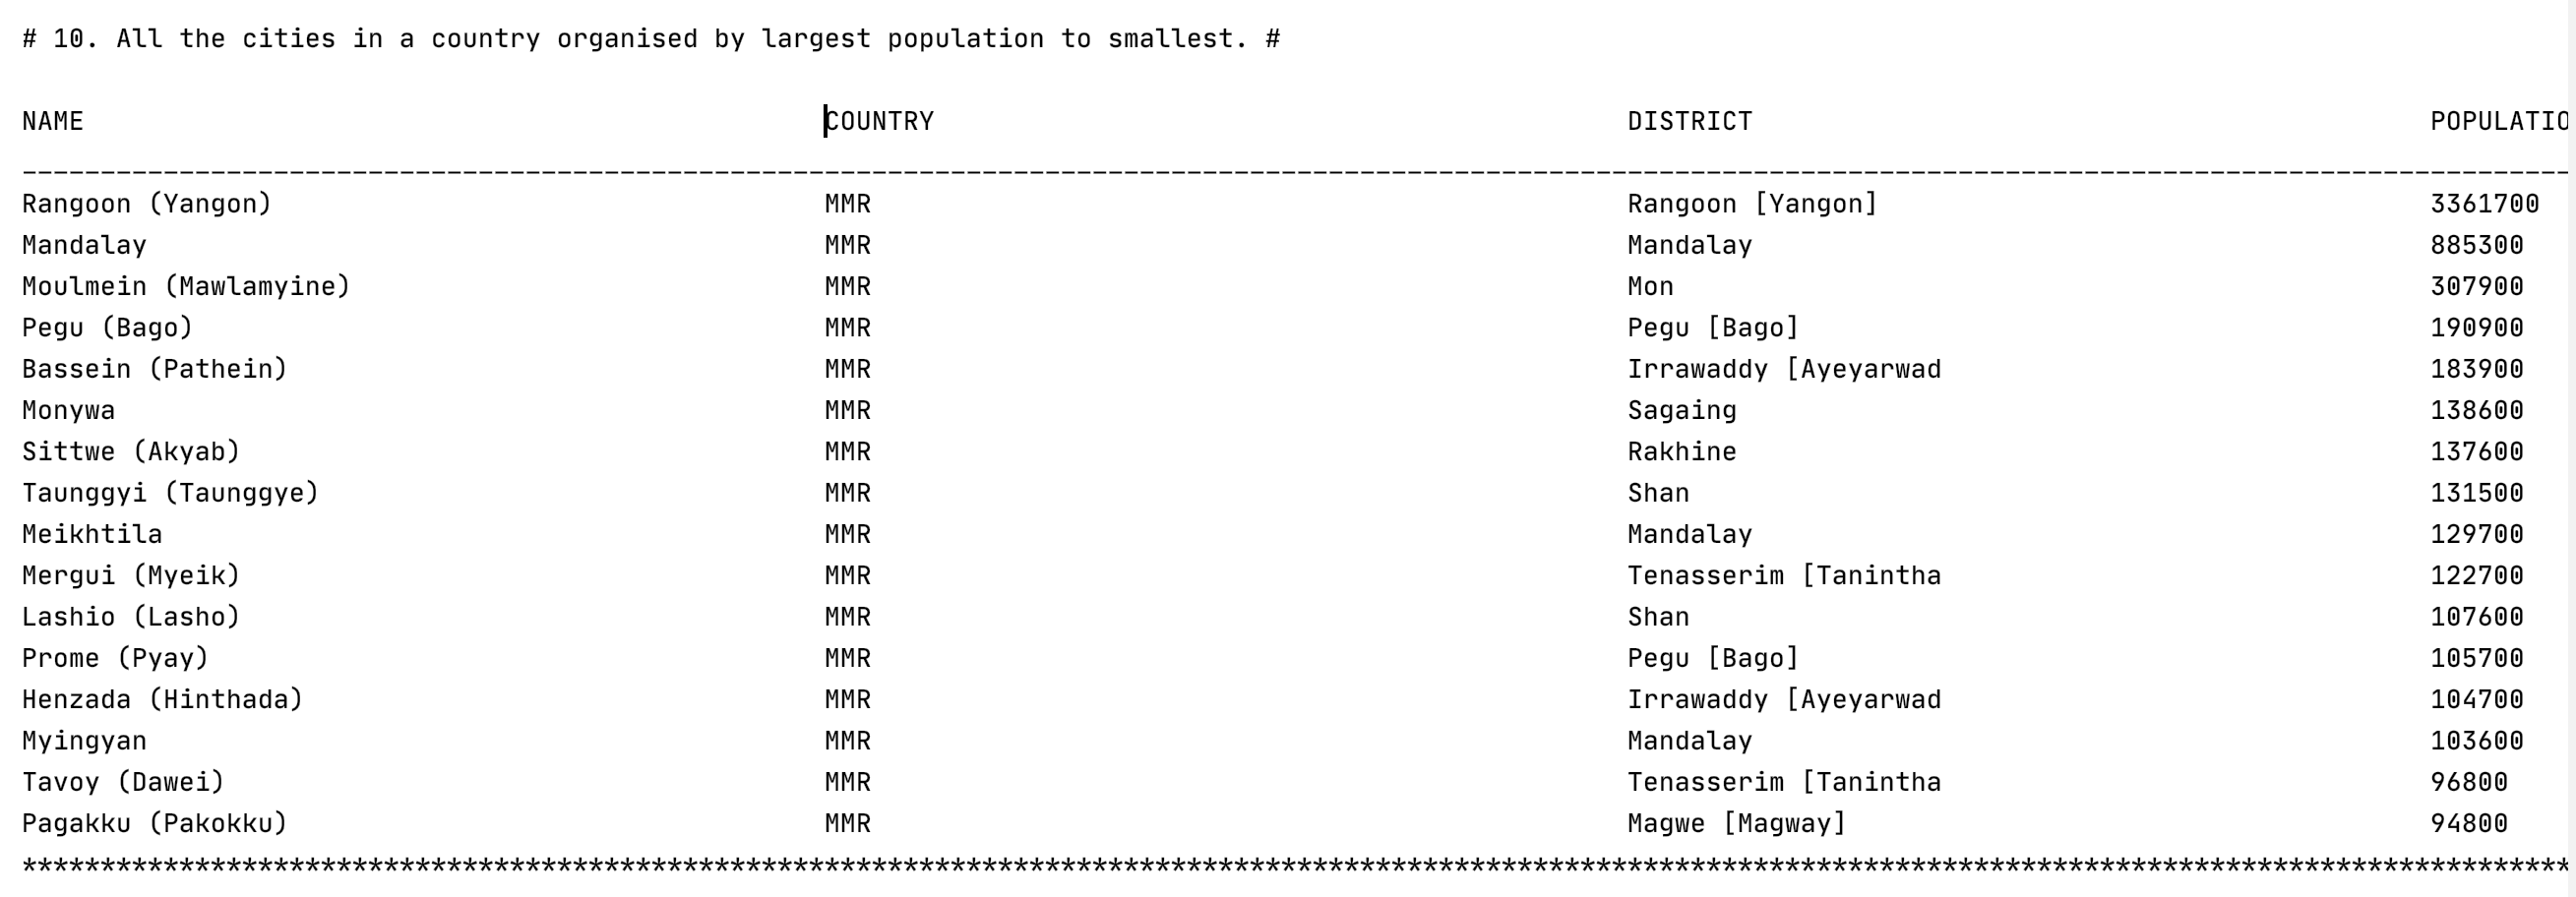 # 10. All the cities in a country organised by largest population to smallest. #
NAME COUNTRY DISTRICT POPULATIO
--------------------------------------------------------------------------------------------------------------------------------------------------------------------
Rangoon (Yangon) MMR Rangoon [Yangon] 3361700
Mandalay MMR Mandalay 885300
Moulmein (Mawlamyine) MMR Mon 307900
Pegu (Bago) MMR Pegu [Bago] 190900
Bassein (Pathein) MMR Irrawaddy [Ayeyarwad 183900
Monywa MMR Sagaing 138600
Sittwe (Akyab) MMR Rakhine 137600
Taunggyi (Taunggye) MMR Shan 131500
Meikhtila MMR Mandalay 129700
Mergui (Myeik) MMR Tenasserim [Tanintha 122700
Lashio (Lasho) MMR Shan 107600
Prome (Pyay) MMR Pegu [Bago] 105700
Henzada (Hinthada) MMR Irrawaddy [Ayeyarwad 104700
Myingyan MMR Mandalay 103600
Tavoy (Dawei) MMR Tenasserim [Tanintha 96800
Pagakku (Pakokku) MMR Magwe [Magway] 94800
******************************************************************************************************************************************************************